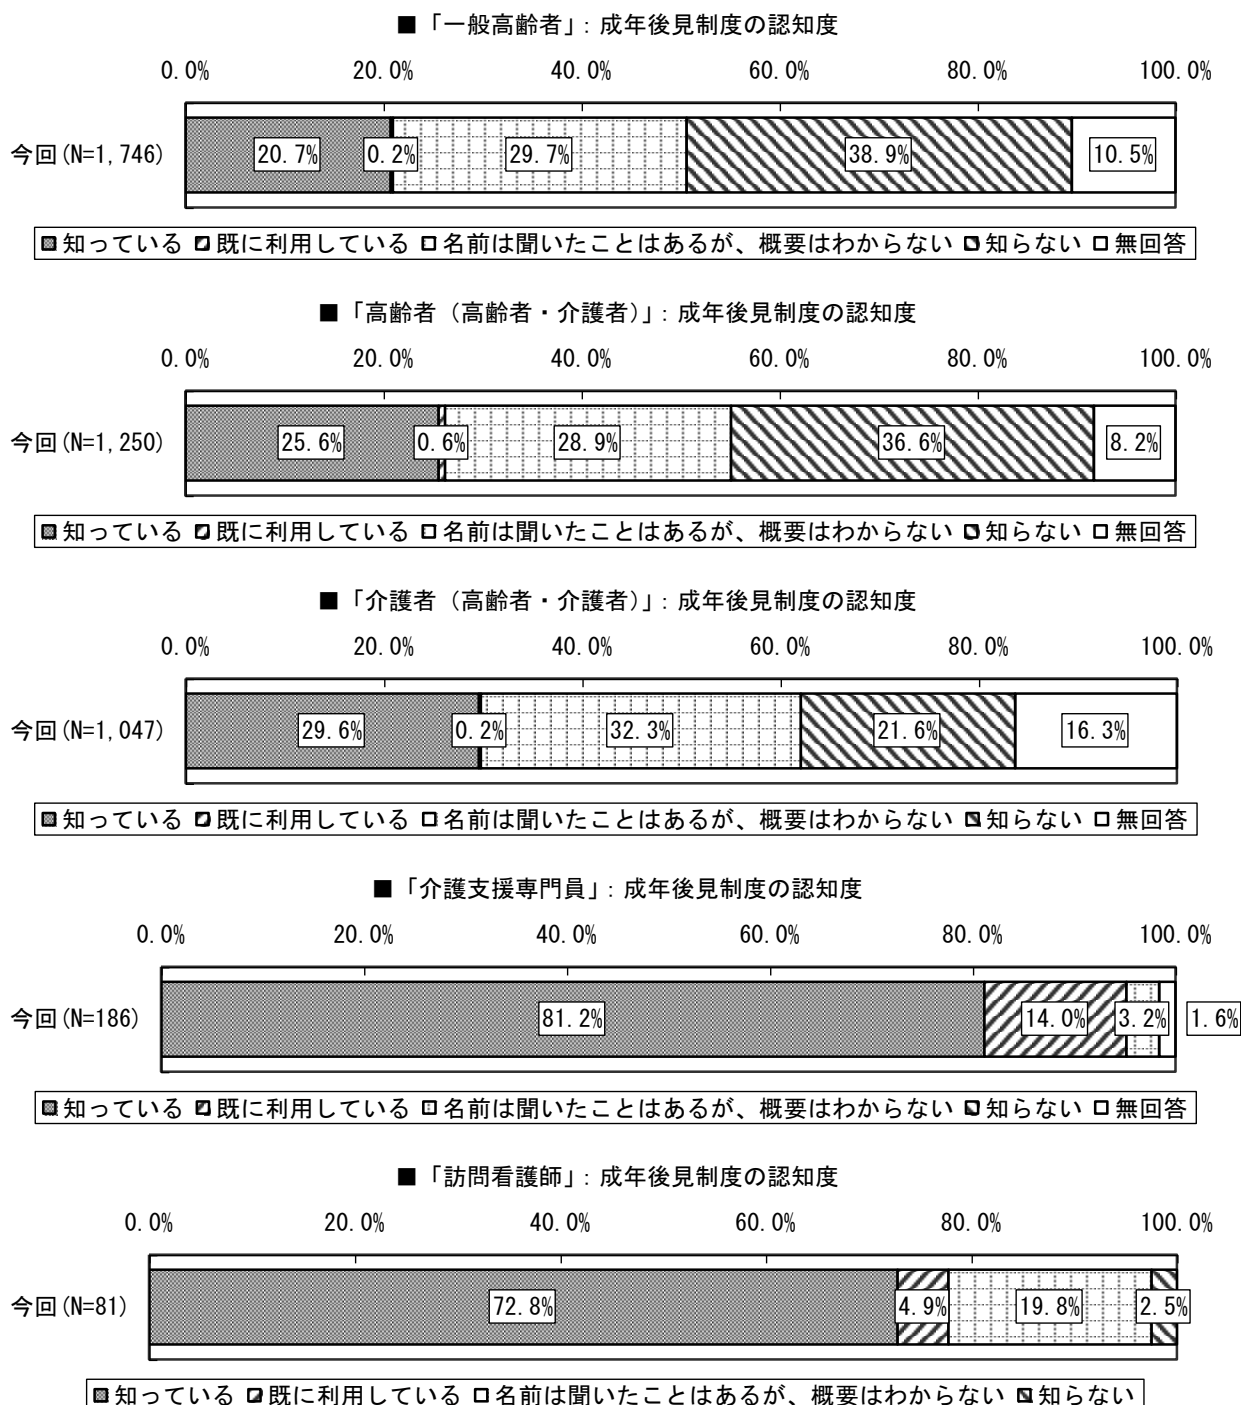 ■「一般高齢者」：成年後見制度の認知度
0.0% 20.0% 40.0% 60.0% 80.0% 100.0%
今回(N=1,746) 20.7% 0.2% 29.7% 38.9% 10.5%
知っている 既に利用している 名前は聞いたことはあるが、概要はわからない 知らない 無回答
■「高齢者（高齢者・介護者）」：成年後見制度の認知度
0.0% 20.0% 40.0% 60.0% 80.0% 100.0%
今回(N=1,250) 25.6% 0.6% 28.9% 36.6% 8.2%
知っている 既に利用している 名前は聞いたことはあるが、概要はわからない 知らない 無回答
■「介護者（高齢者・介護者）」：成年後見制度の認知度
0.0% 20.0% 40.0% 60.0% 80.0% 100.0%
今回(N=1,047) 29.6% 0.2% 32.3% 21.6% 16.3%
知っている 既に利用している 名前は聞いたことはあるが、概要はわからない 知らない 無回答
■「介護支援専門員」：成年後見制度の認知度
0.0% 20.0% 40.0% 60.0% 80.0% 100.0%
今回(N=186) 81.2% 14.0% 3.2% 1.6%
知っている 既に利用している 名前は聞いたことはあるが、概要はわからない 知らない 無回答
■「訪問看護師」：成年後見制度の認知度
0.0% 20.0% 40.0% 60.0% 80.0% 100.0%
今回(N=81) 72.8% 4.9% 19.8% 2.5%
知っている 既に利用している 名前は聞いたことはあるが、概要はわからない 知らない